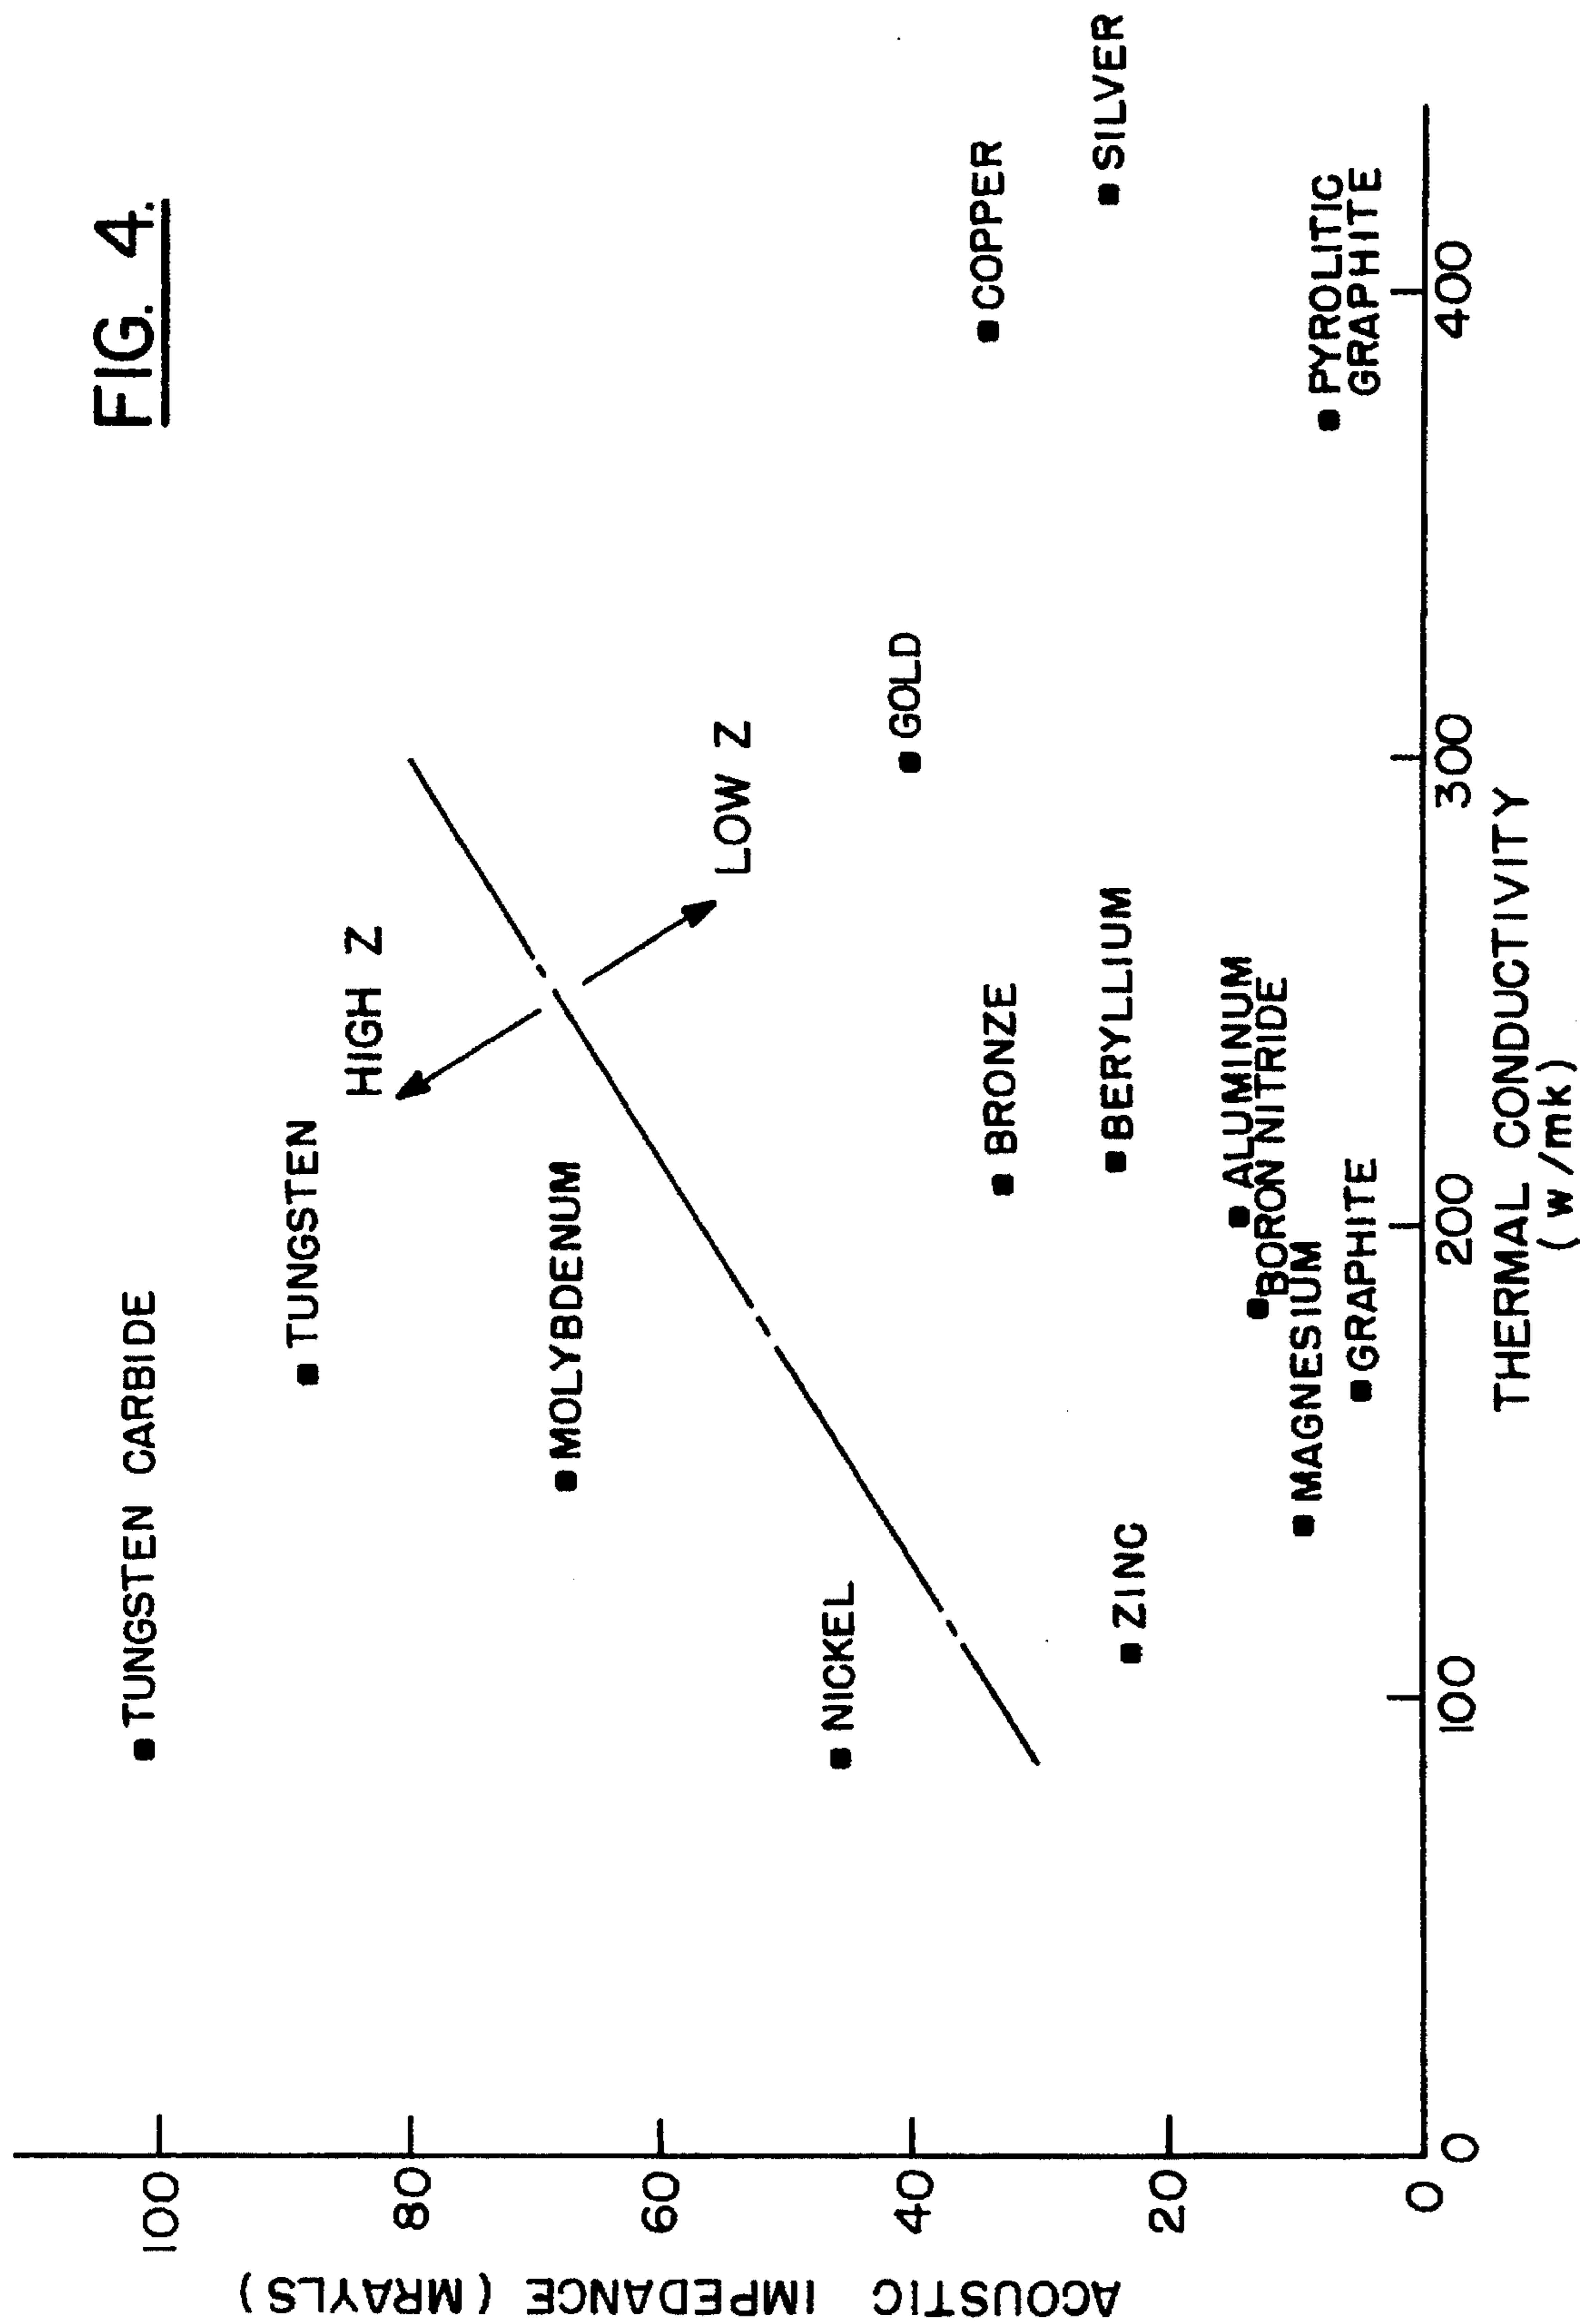 FIG. 4.
TUNGSTEN CARBIDE
TUNGSTEN
HIGH Z
MOLYBDENUM
LOW Z
NICKEL
GOLD
COPPER
BRONZE
SILVER
BERYLLIUM
ZINC
ALUMINUM
BORON NITRIDE
MAGNESIUM
PYROLITIC
GRAPHITE
GRAPHITE
ACOUSTIC IMPEDANCE (MRAYLS)
100
80
60
40
20
0
0
100
200
300
400
THERMAL CONDUCTIVITY
(w/mk)